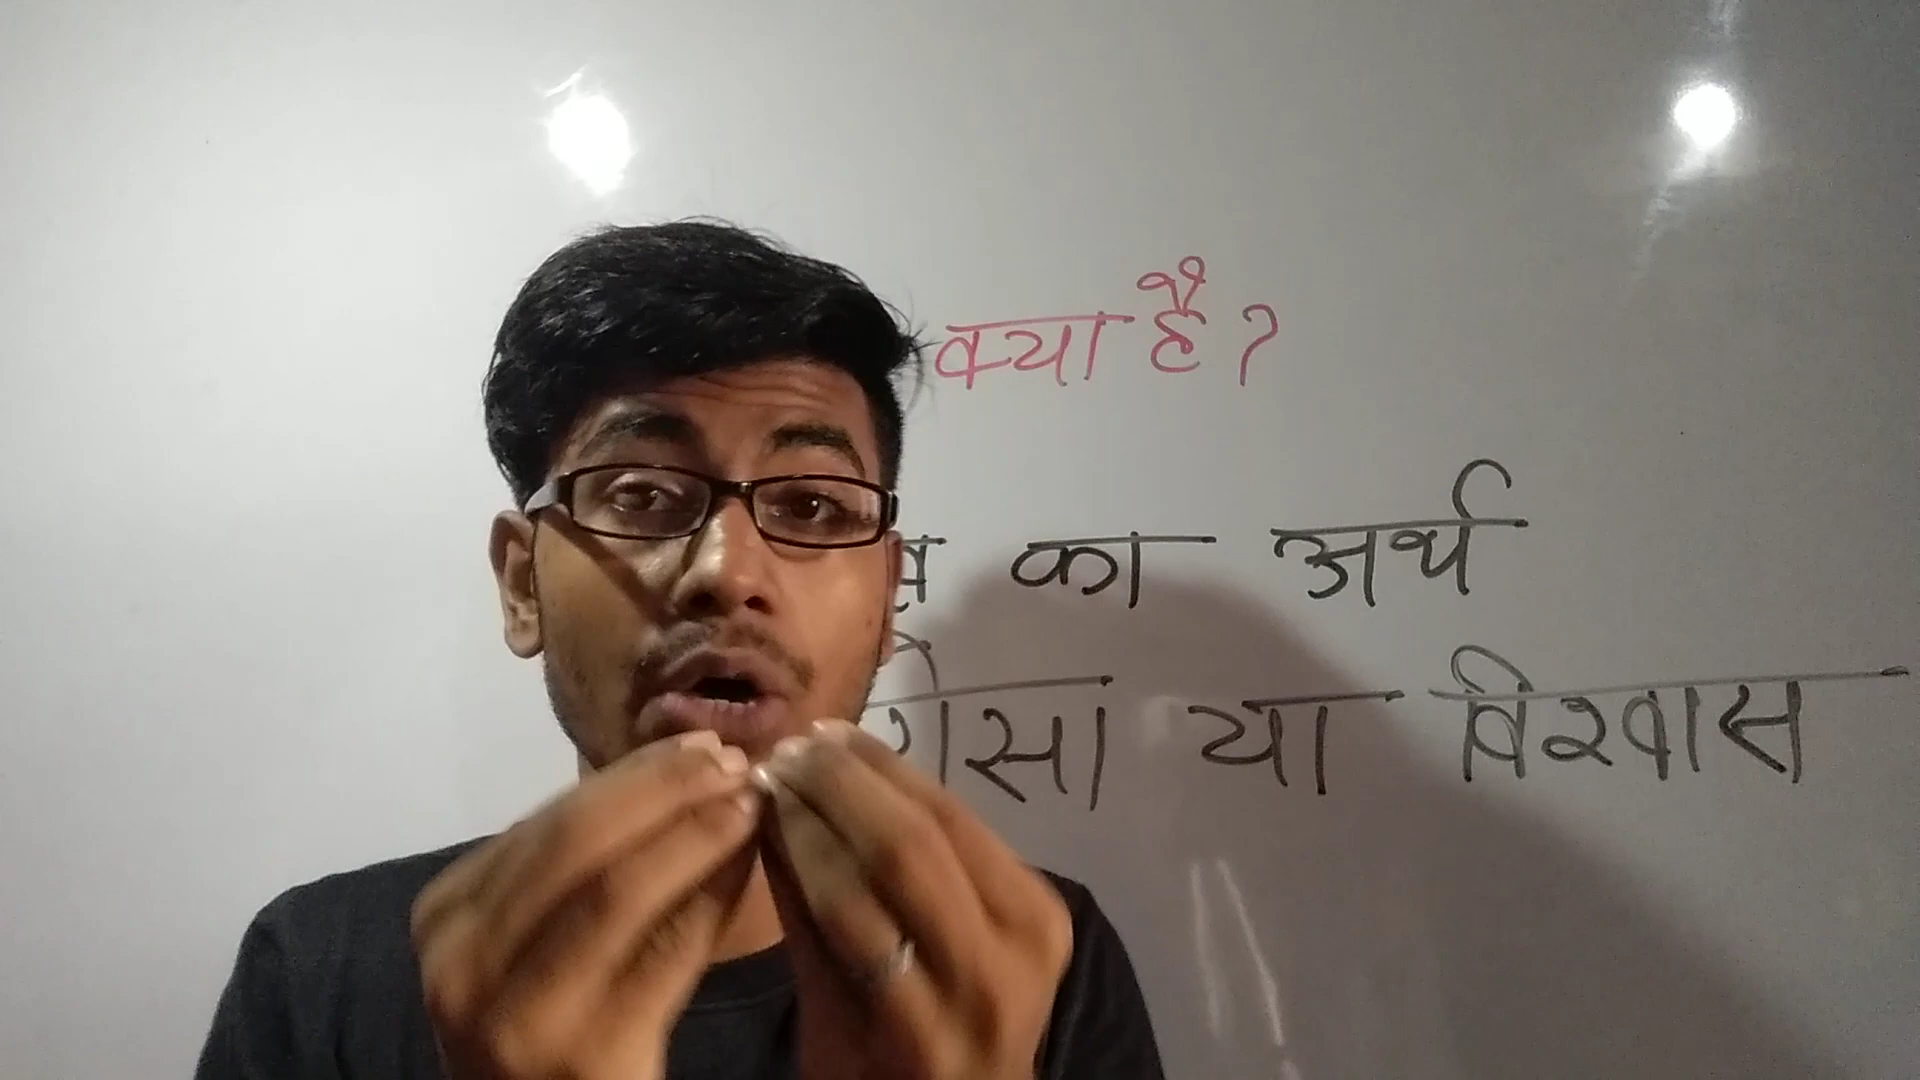 क्या है?
का अर्थ
या विश्वास